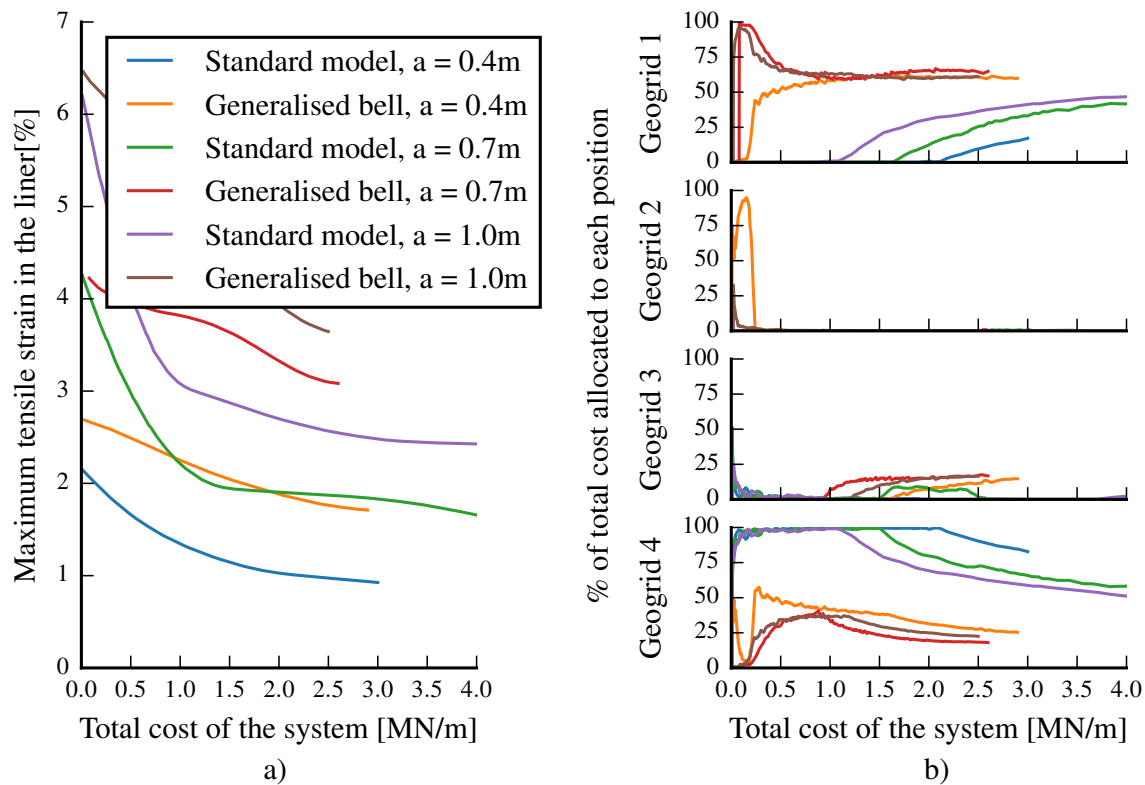 Maximum tensile strain in the liner[%]
7
6
5
4
3
2
1
0
Standard model, a = 0.4m
Generalised bell, a = 0.4m
Standard model, a = 0.7m
Generalised bell, a = 0.7m
Standard model, a = 1.0m
Generalised bell, a = 1.0m
0.0 0.5 1.0 1.5 2.0 2.5 3.0 3.5 4.0
Total cost of the system [MN/m]
a)
% of total cost allocated to each position
Geogrid 1
100
75
50
25
0
Geogrid 2
100
75
50
25
0
Geogrid 3
100
75
50
25
0
Geogrid 4
100
75
50
25
0
0.0 0.5 1.0 1.5 2.0 2.5 3.0 3.5 4.0
Total cost of the system [MN/m]
b)